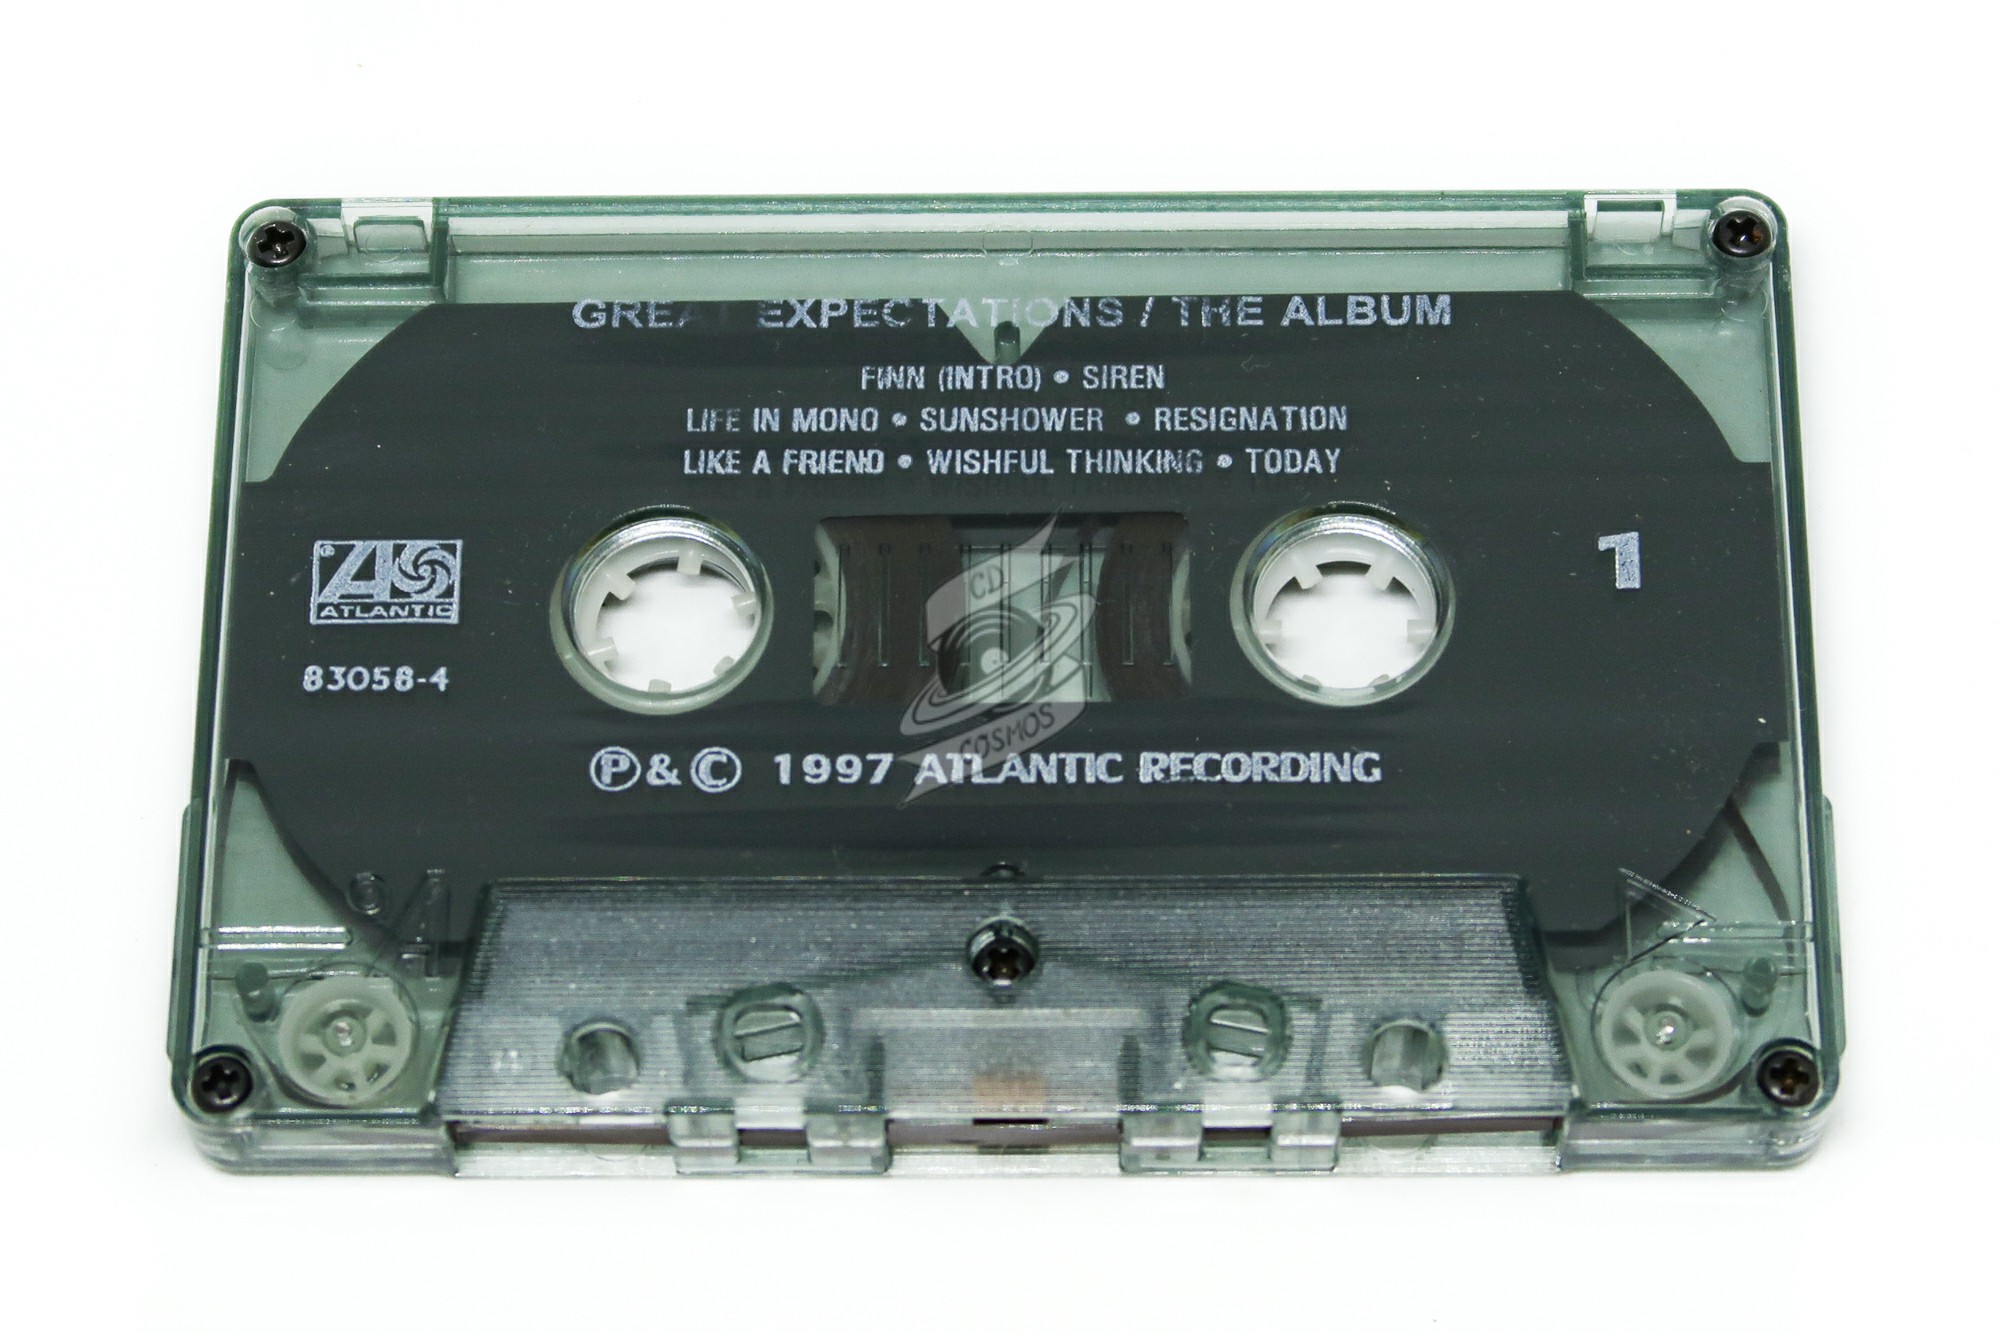 GREAT EXPECTATIONS / THE ALBUM
FINN (INTRO) • SIREN
LIFE IN MONO • SUNSHOWER • RESIGNATION
LIKE A FRIEND • WISHFUL THINKING • TODAY
1
ATLANTIC
83058-4
CD
COSMOS
Ⓟ & © 1997 ATLANTIC RECORDING